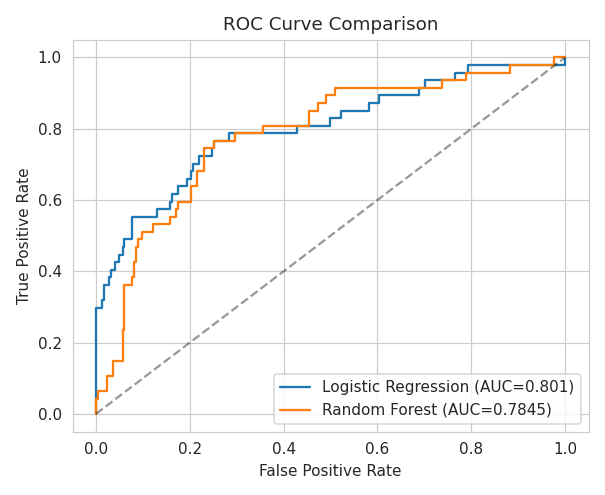 ROC Curve Comparison
True Positive Rate
1.0
0.8
0.6
0.4
0.2
0.0
Logistic Regression (AUC=0.801)
Random Forest (AUC=0.7845)
0.0 0.2 0.4 0.6 0.8 1.0
False Positive Rate